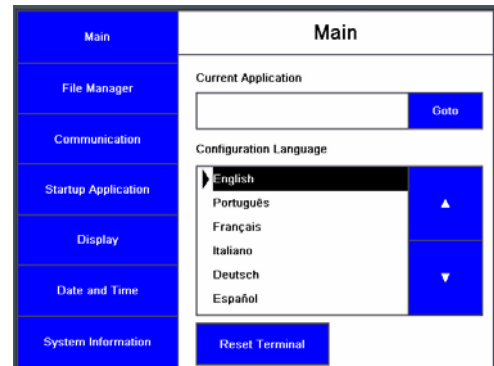 Main
File Manager
Communication
Startup Application
Display
Date and Time
System Information
Main
Current Application
Goto
Configuration Language
English
Português
Français
Italiano
Deutsch
Español
▲
▼
Reset Terminal